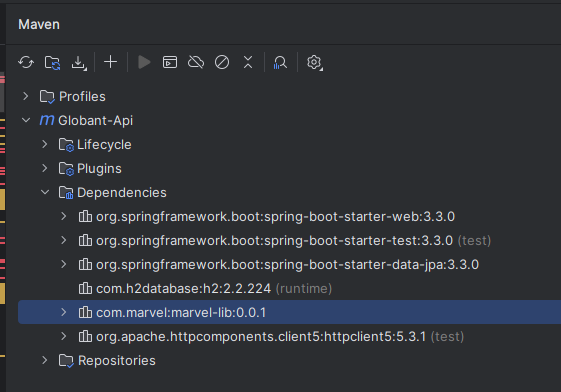 Maven
Profiles
m Globant-Api
Lifecycle
Plugins
Dependencies
org.springframework.boot:spring-boot-starter-web:3.3.0
org.springframework.boot:spring-boot-starter-test:3.3.0 (test)
org.springframework.boot:spring-boot-starter-data-jpa:3.3.0
com.h2database:h2:2.2.224 (runtime)
com.marvel:marvel-lib:0.0.1
org.apache.httpcomponents.client5:httpclient5:5.3.1 (test)
Repositories